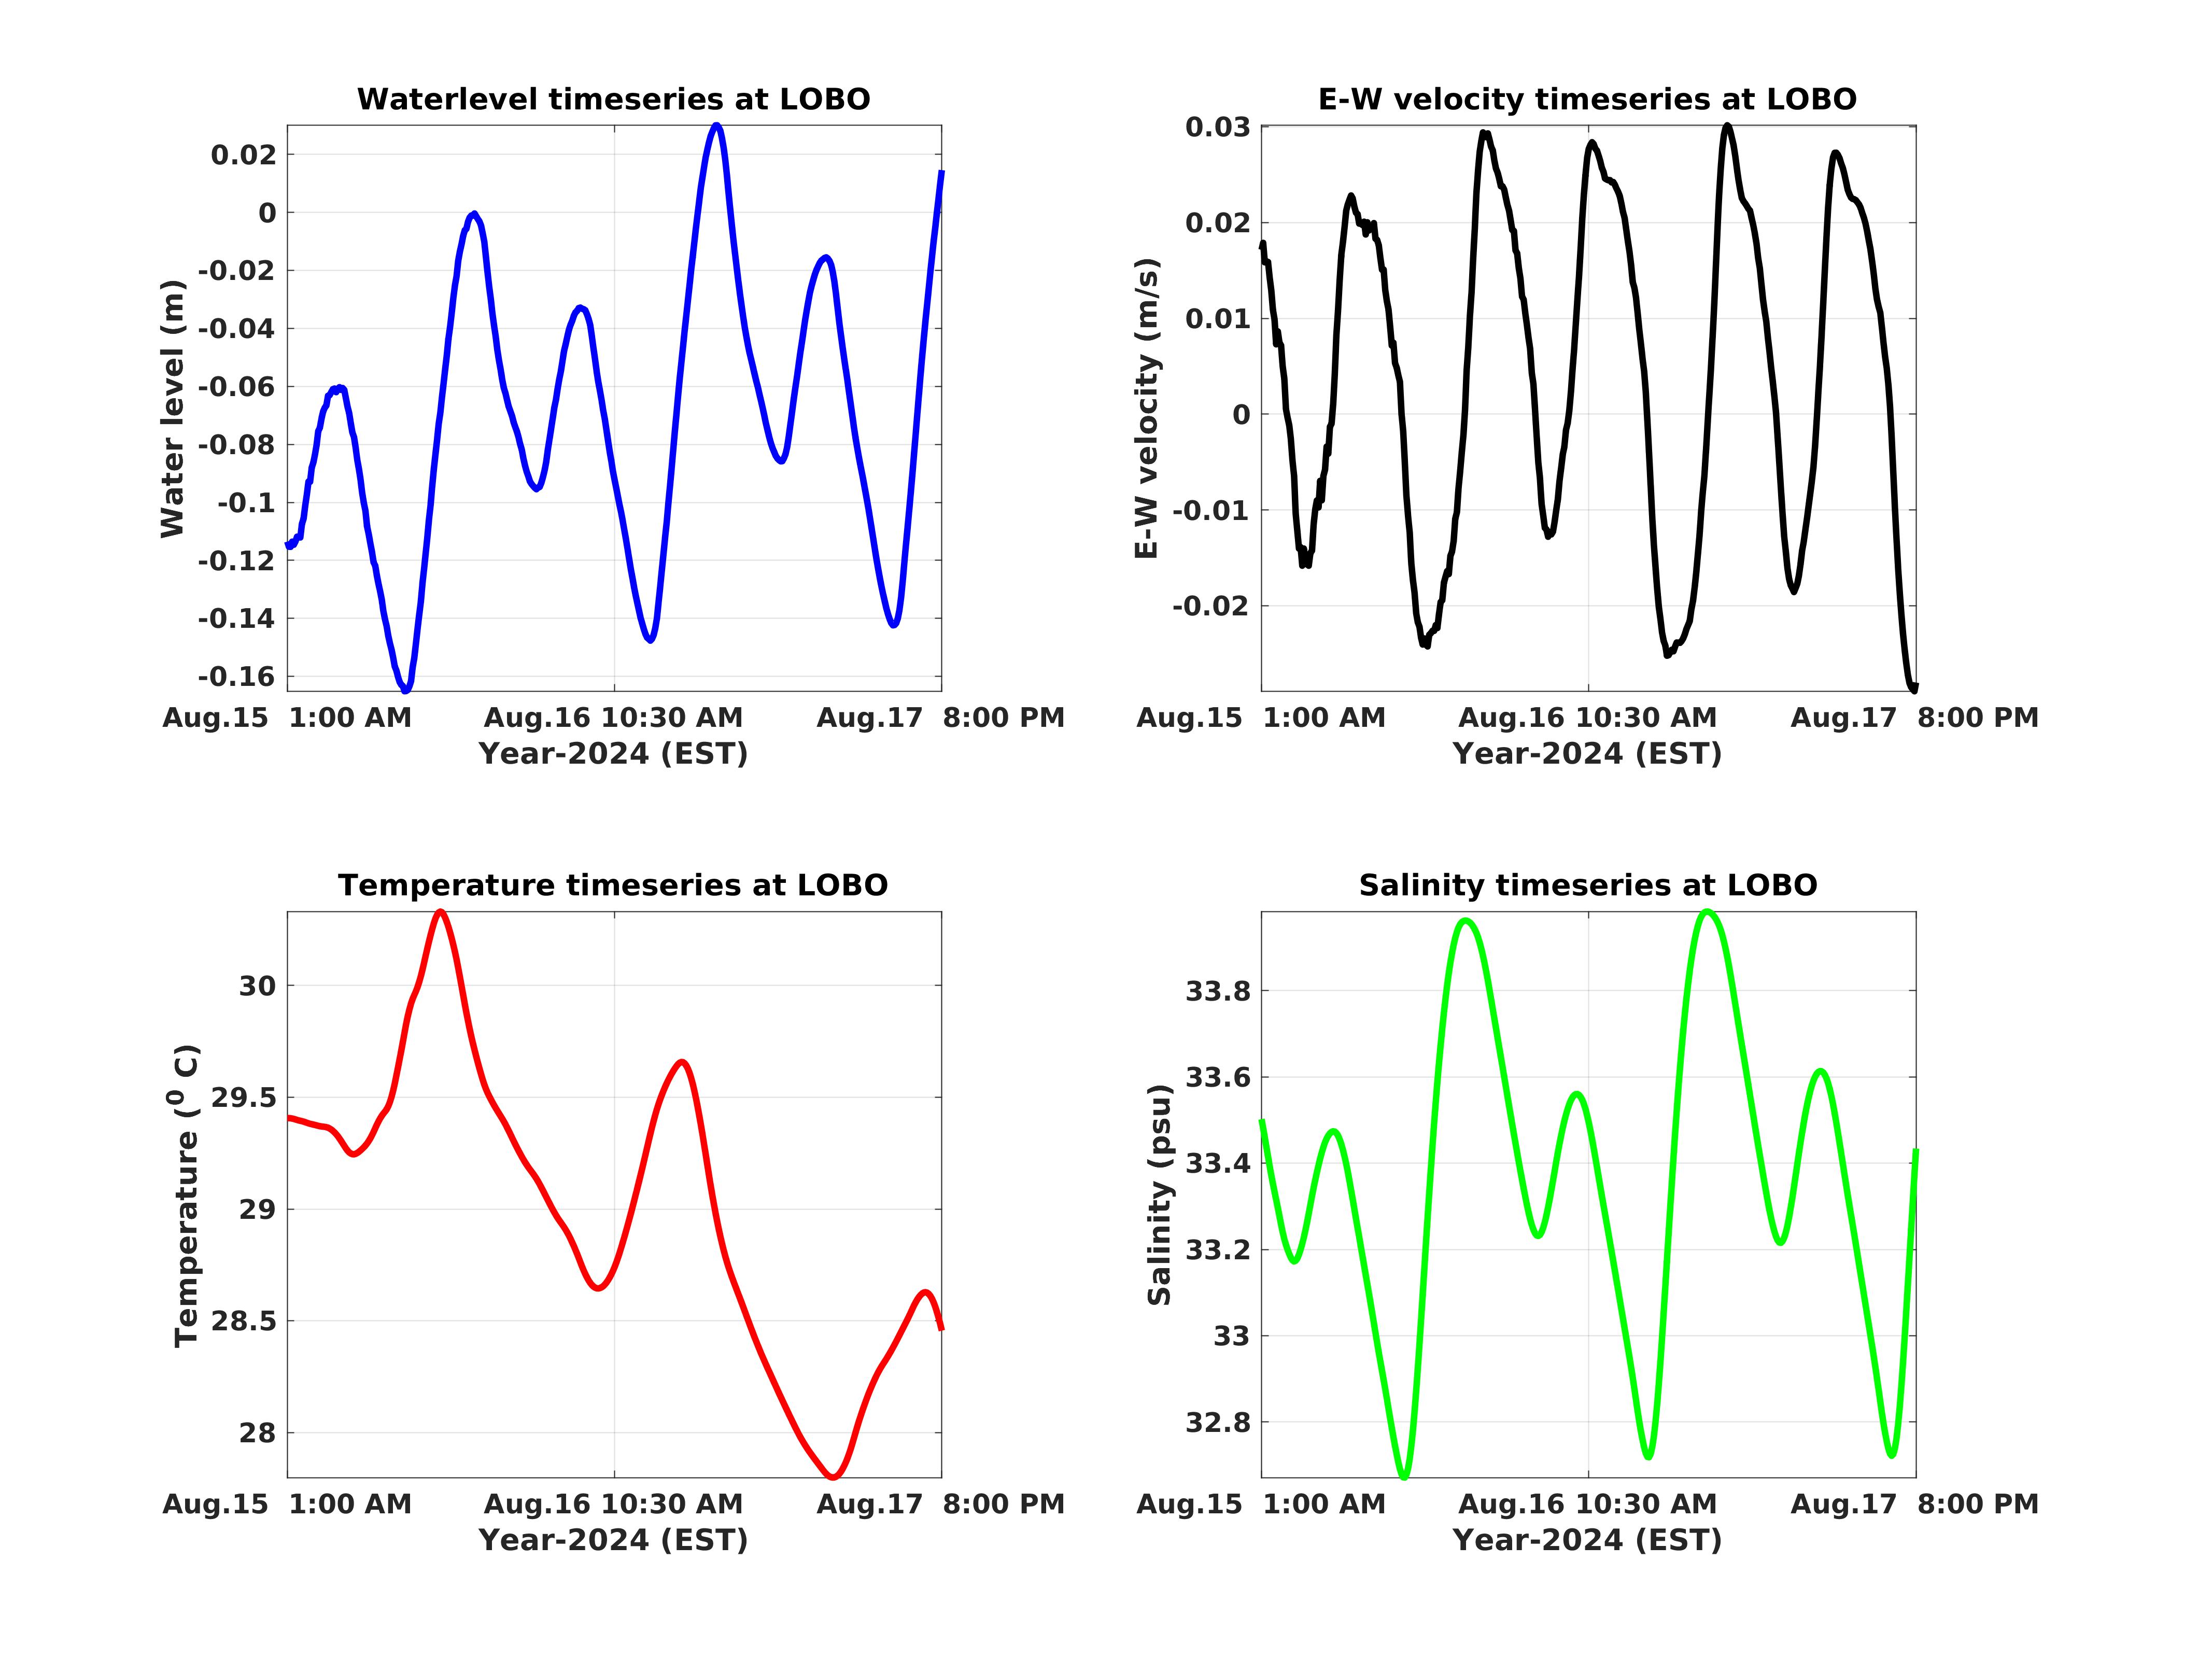 Waterlevel timeseries at LOBO
0.02
0
-0.02
-0.04
-0.06
-0.08
-0.1
-0.12
-0.14
-0.16
Water level (m)
Aug.15  1:00 AM
Aug.16 10:30 AM
Aug.17  8:00 PM
Year-2024 (EST)
E-W velocity timeseries at LOBO
0.03
0.02
0.01
0
-0.01
-0.02
E-W velocity (m/s)
Aug.15  1:00 AM
Aug.16 10:30 AM
Aug.17  8:00 PM
Year-2024 (EST)
Temperature timeseries at LOBO
30
29.5
29
28.5
28
Temperature (⁰ C)
Aug.15  1:00 AM
Aug.16 10:30 AM
Aug.17  8:00 PM
Year-2024 (EST)
Salinity timeseries at LOBO
33.8
33.6
33.4
33.2
33
32.8
Salinity (psu)
Aug.15  1:00 AM
Aug.16 10:30 AM
Aug.17  8:00 PM
Year-2024 (EST)